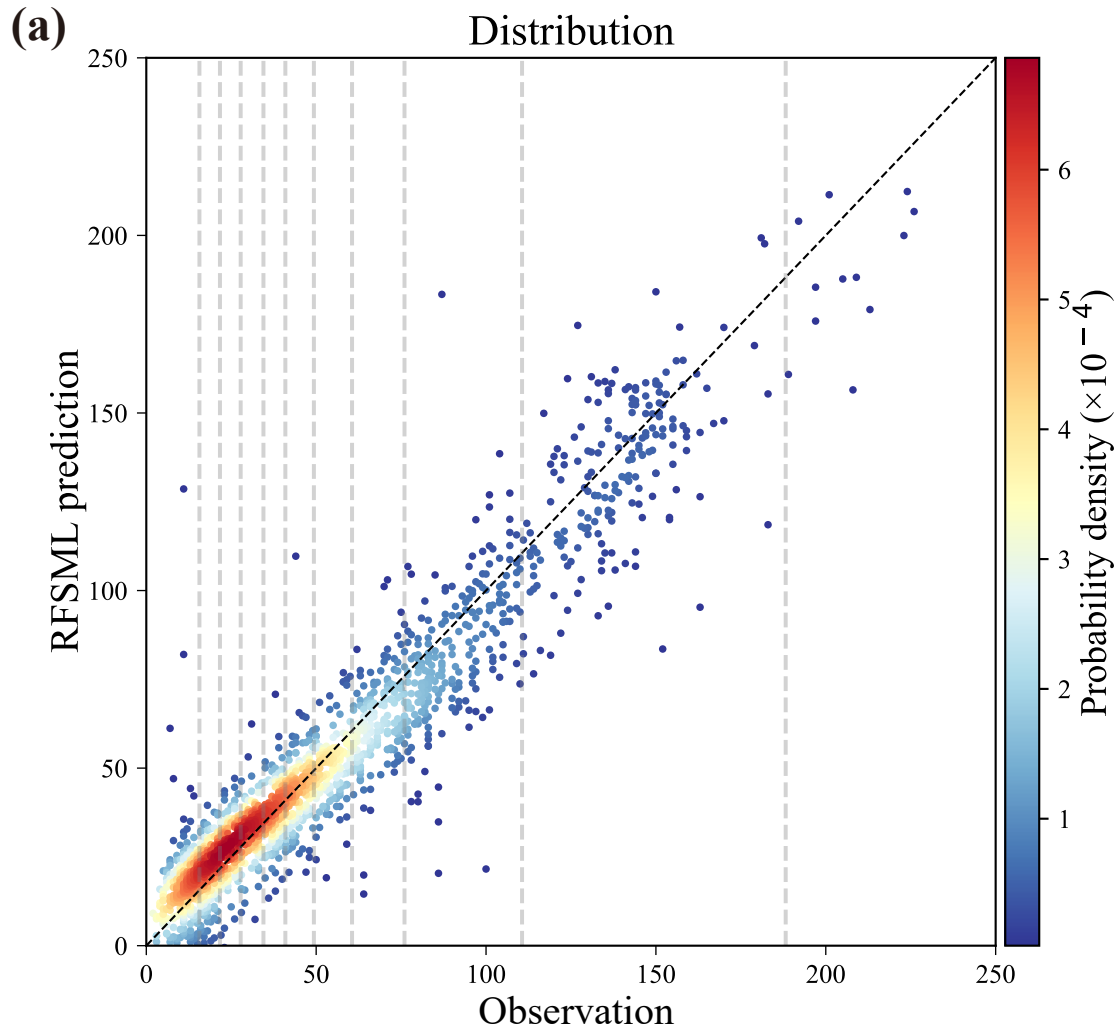 (a)
Distribution
250
200
150
100
50
0
RFSML prediction
0 50 100 150 200 250
Observation
6
5
4
3
2
1
Probability density (×10 − 4)